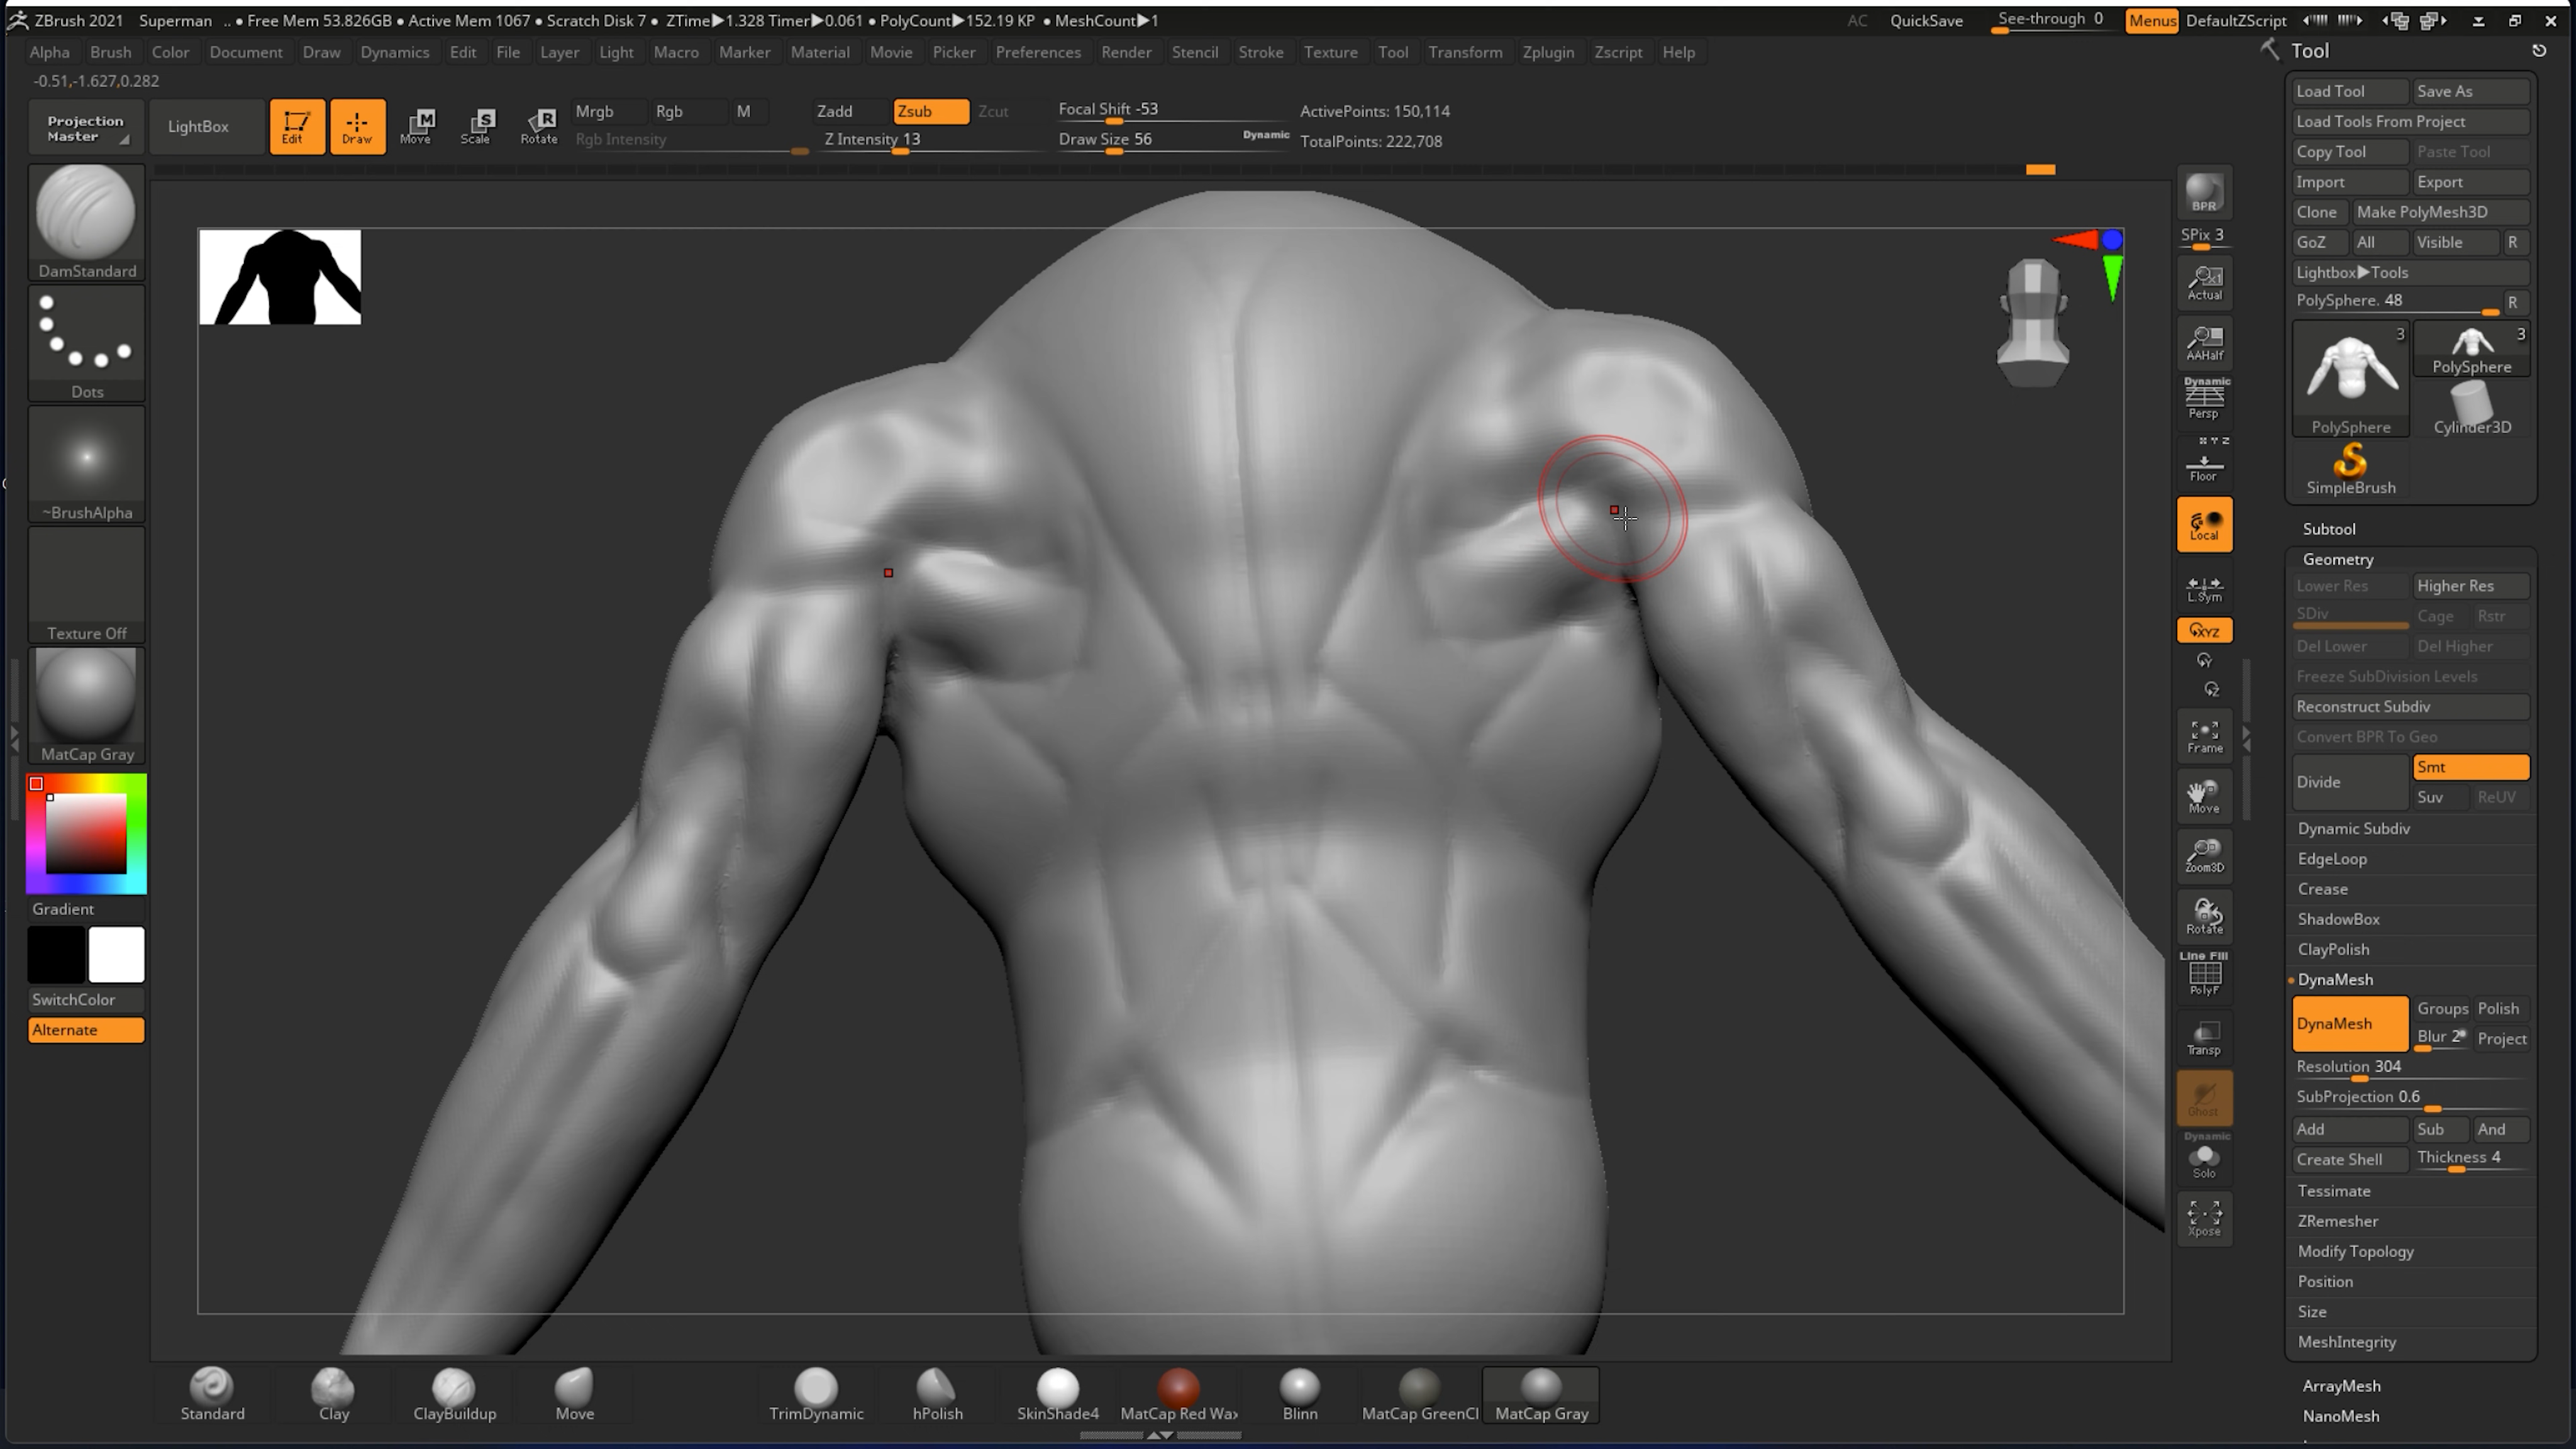 ZBrush 2021 Superman .. ● Free Mem 53.826GB ● Active Mem 1067 ● Scratch Disk 7 ● ZTime▶1.328 Timer▶0.061 ● PolyCount▶152.19 KP ● MeshCount▶1 AC QuickSave See-through 0 Menus DefaultZScript
Alpha Brush Color Document Draw Dynamics Edit File Layer Light Macro Marker Material Movie Picker Preferences Render Stencil Stroke Texture Tool Transform Zplugin Zscript Help
-0.51,-1.627,0.282
Projection
Master
LightBox
Edit
Draw
M
Move
S
Scale
R
Rotate
Mrgb Rgb M
Rgb Intensity
Zadd Zsub Zcut
Z Intensity 13
Focal Shift -53
Draw Size 56
Dynamic
ActivePoints: 150,114
TotalPoints: 222,708
DamStandard
Dots
~BrushAlpha
Texture Off
MatCap Gray
Gradient
SwitchColor
Alternate
BPR
SPix 3
Actual
AAHalf
Dynamic
Persp
X Y Z
Floor
Local
L.Sym
XYZ
Y
Z
Frame
Move
Zoom3D
Rotate
Line Fill
PolyF
Transp
Ghost
Dynamic
Solo
Xpose
Tool
Load Tool Save As
Load Tools From Project
Copy Tool Paste Tool
Import Export
Clone Make PolyMesh3D
GoZ All Visible R
Lightbox▶Tools
PolySphere. 48 R
3
PolySphere
3
PolySphere
Cylinder3D
SimpleBrush
Subtool
Geometry
Lower Res Higher Res
SDiv Cage Rstr
Del Lower Del Higher
Freeze SubDivision Levels
Reconstruct Subdiv
Convert BPR To Geo
Divide
Smt
Suv ReUV
Dynamic Subdiv
EdgeLoop
Crease
ShadowBox
ClayPolish
DynaMesh
DynaMesh
Groups Polish
Blur 2 Project
Resolution 304
SubProjection 0.6
Add Sub And
Create Shell Thickness 4
Tessimate
ZRemesher
Modify Topology
Position
Size
MeshIntegrity
ArrayMesh
NanoMesh
Standard Clay ClayBuildup Move TrimDynamic hPolish SkinShade4 MatCap Red Wax Blinn MatCap GreenCl MatCap Gray